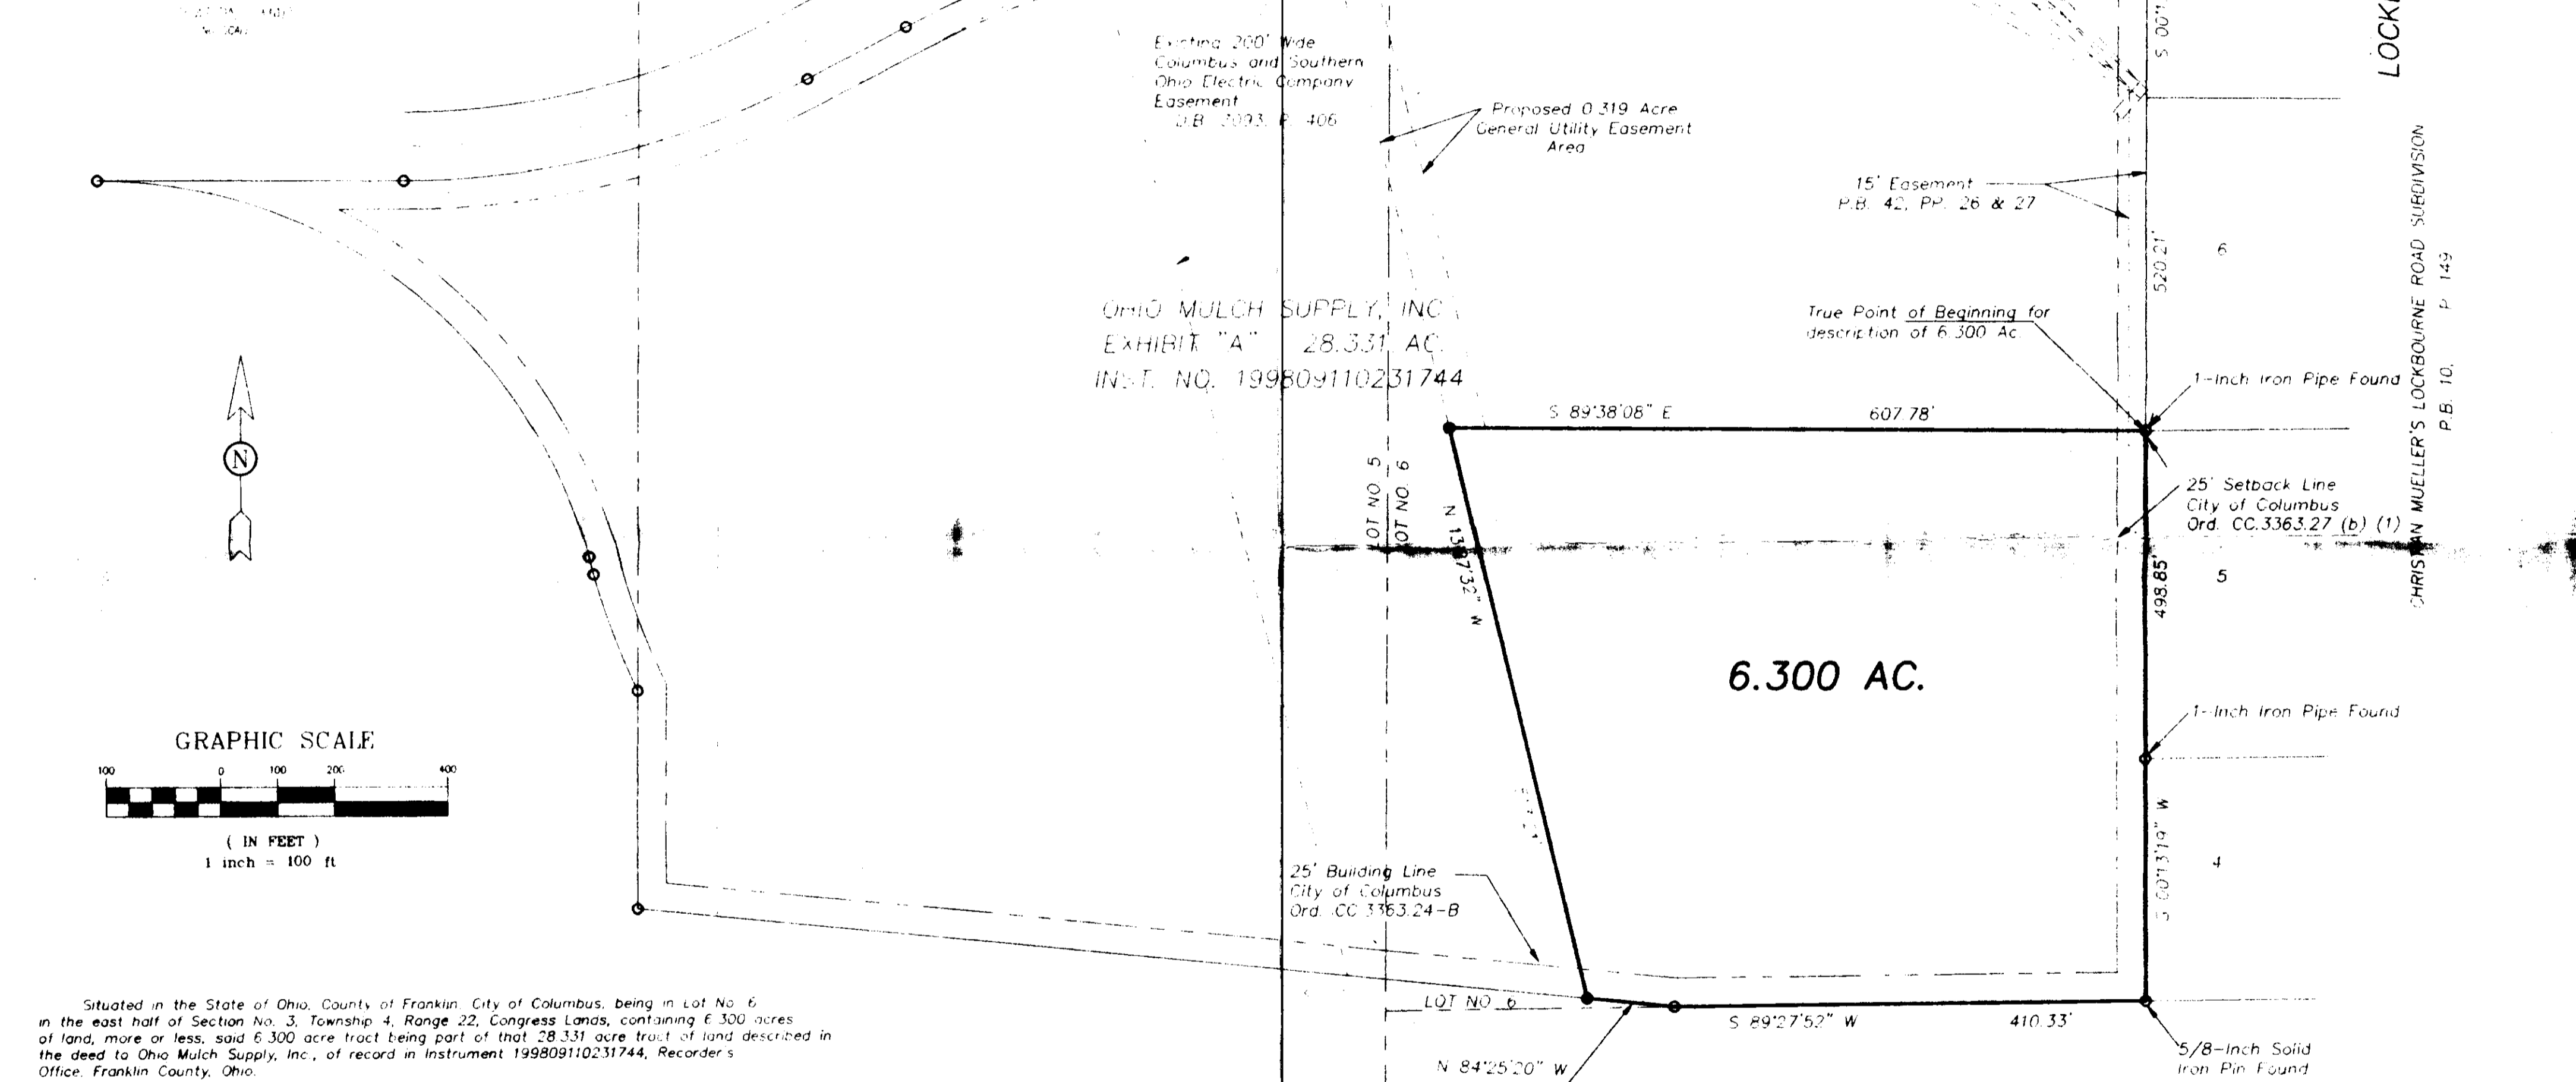 Existing 200' Wide
Columbus and Southern
Ohio Electric Company
Easement
D.B. 3093, P. 406
Proposed 0.319 Acre
General Utility Easement
Area
15' Easement
P.B. 42, PP. 26 & 27
S 00°1
LOCK
520.21'
6
CHRISTIAN MUELLER'S LOCKBOURNE ROAD SUBDIVISION
P.B. 10, P 149
OHIO MULCH SUPPLY, INC
EXHIBIT "A" 28.331 AC.
INST. NO. 199809110231744
True Point of Beginning for
description of 6.300 Ac.
1-Inch Iron Pipe Found
S 89°38'08" E 607.78'
LOT NO. 5
LOT NO. 6
N 7'32" W
25' Setback Line
City of Columbus
Ord. CC.3363.27 (b) (1)
498.85'
5
N
6.300 AC.
1-Inch Iron Pipe Found
S 00°13'19" W
4
GRAPHIC SCALE
100 0 100 200 400
( IN FEET )
1 inch = 100 ft
25' Building Line
City of Columbus
Ord. CC 3363.24-B
LOT NO. 6
S 89°27'52" W 410.33'
N 84°25'20" W
5/8-Inch Solid
Iron Pin Found
Situated in the State of Ohio, County of Franklin, City of Columbus, being in Lot No. 6
in the east half of Section No. 3, Township 4, Range 22, Congress Lands, containing 6.300 acres
of land, more or less, said 6.300 acre tract being part of that 28.331 acre tract of land described in
the deed to Ohio Mulch Supply, Inc., of record in Instrument 199809110231744, Recorder's
Office, Franklin County, Ohio.